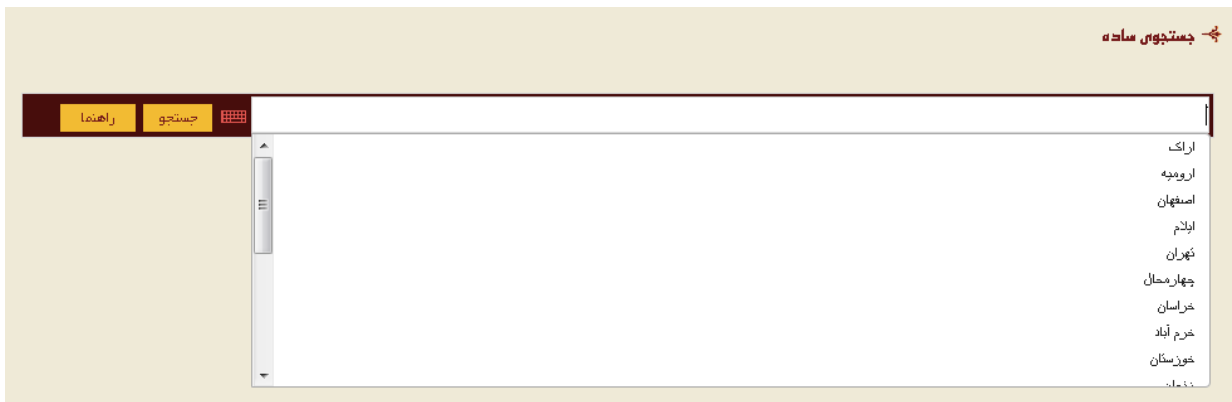 جستجوی ساده
جستجو
راهنما
اراک
ارومیه
اصفهان
ایلام
تهران
چهارمحال
خراسان
خرم آباد
خوزستان